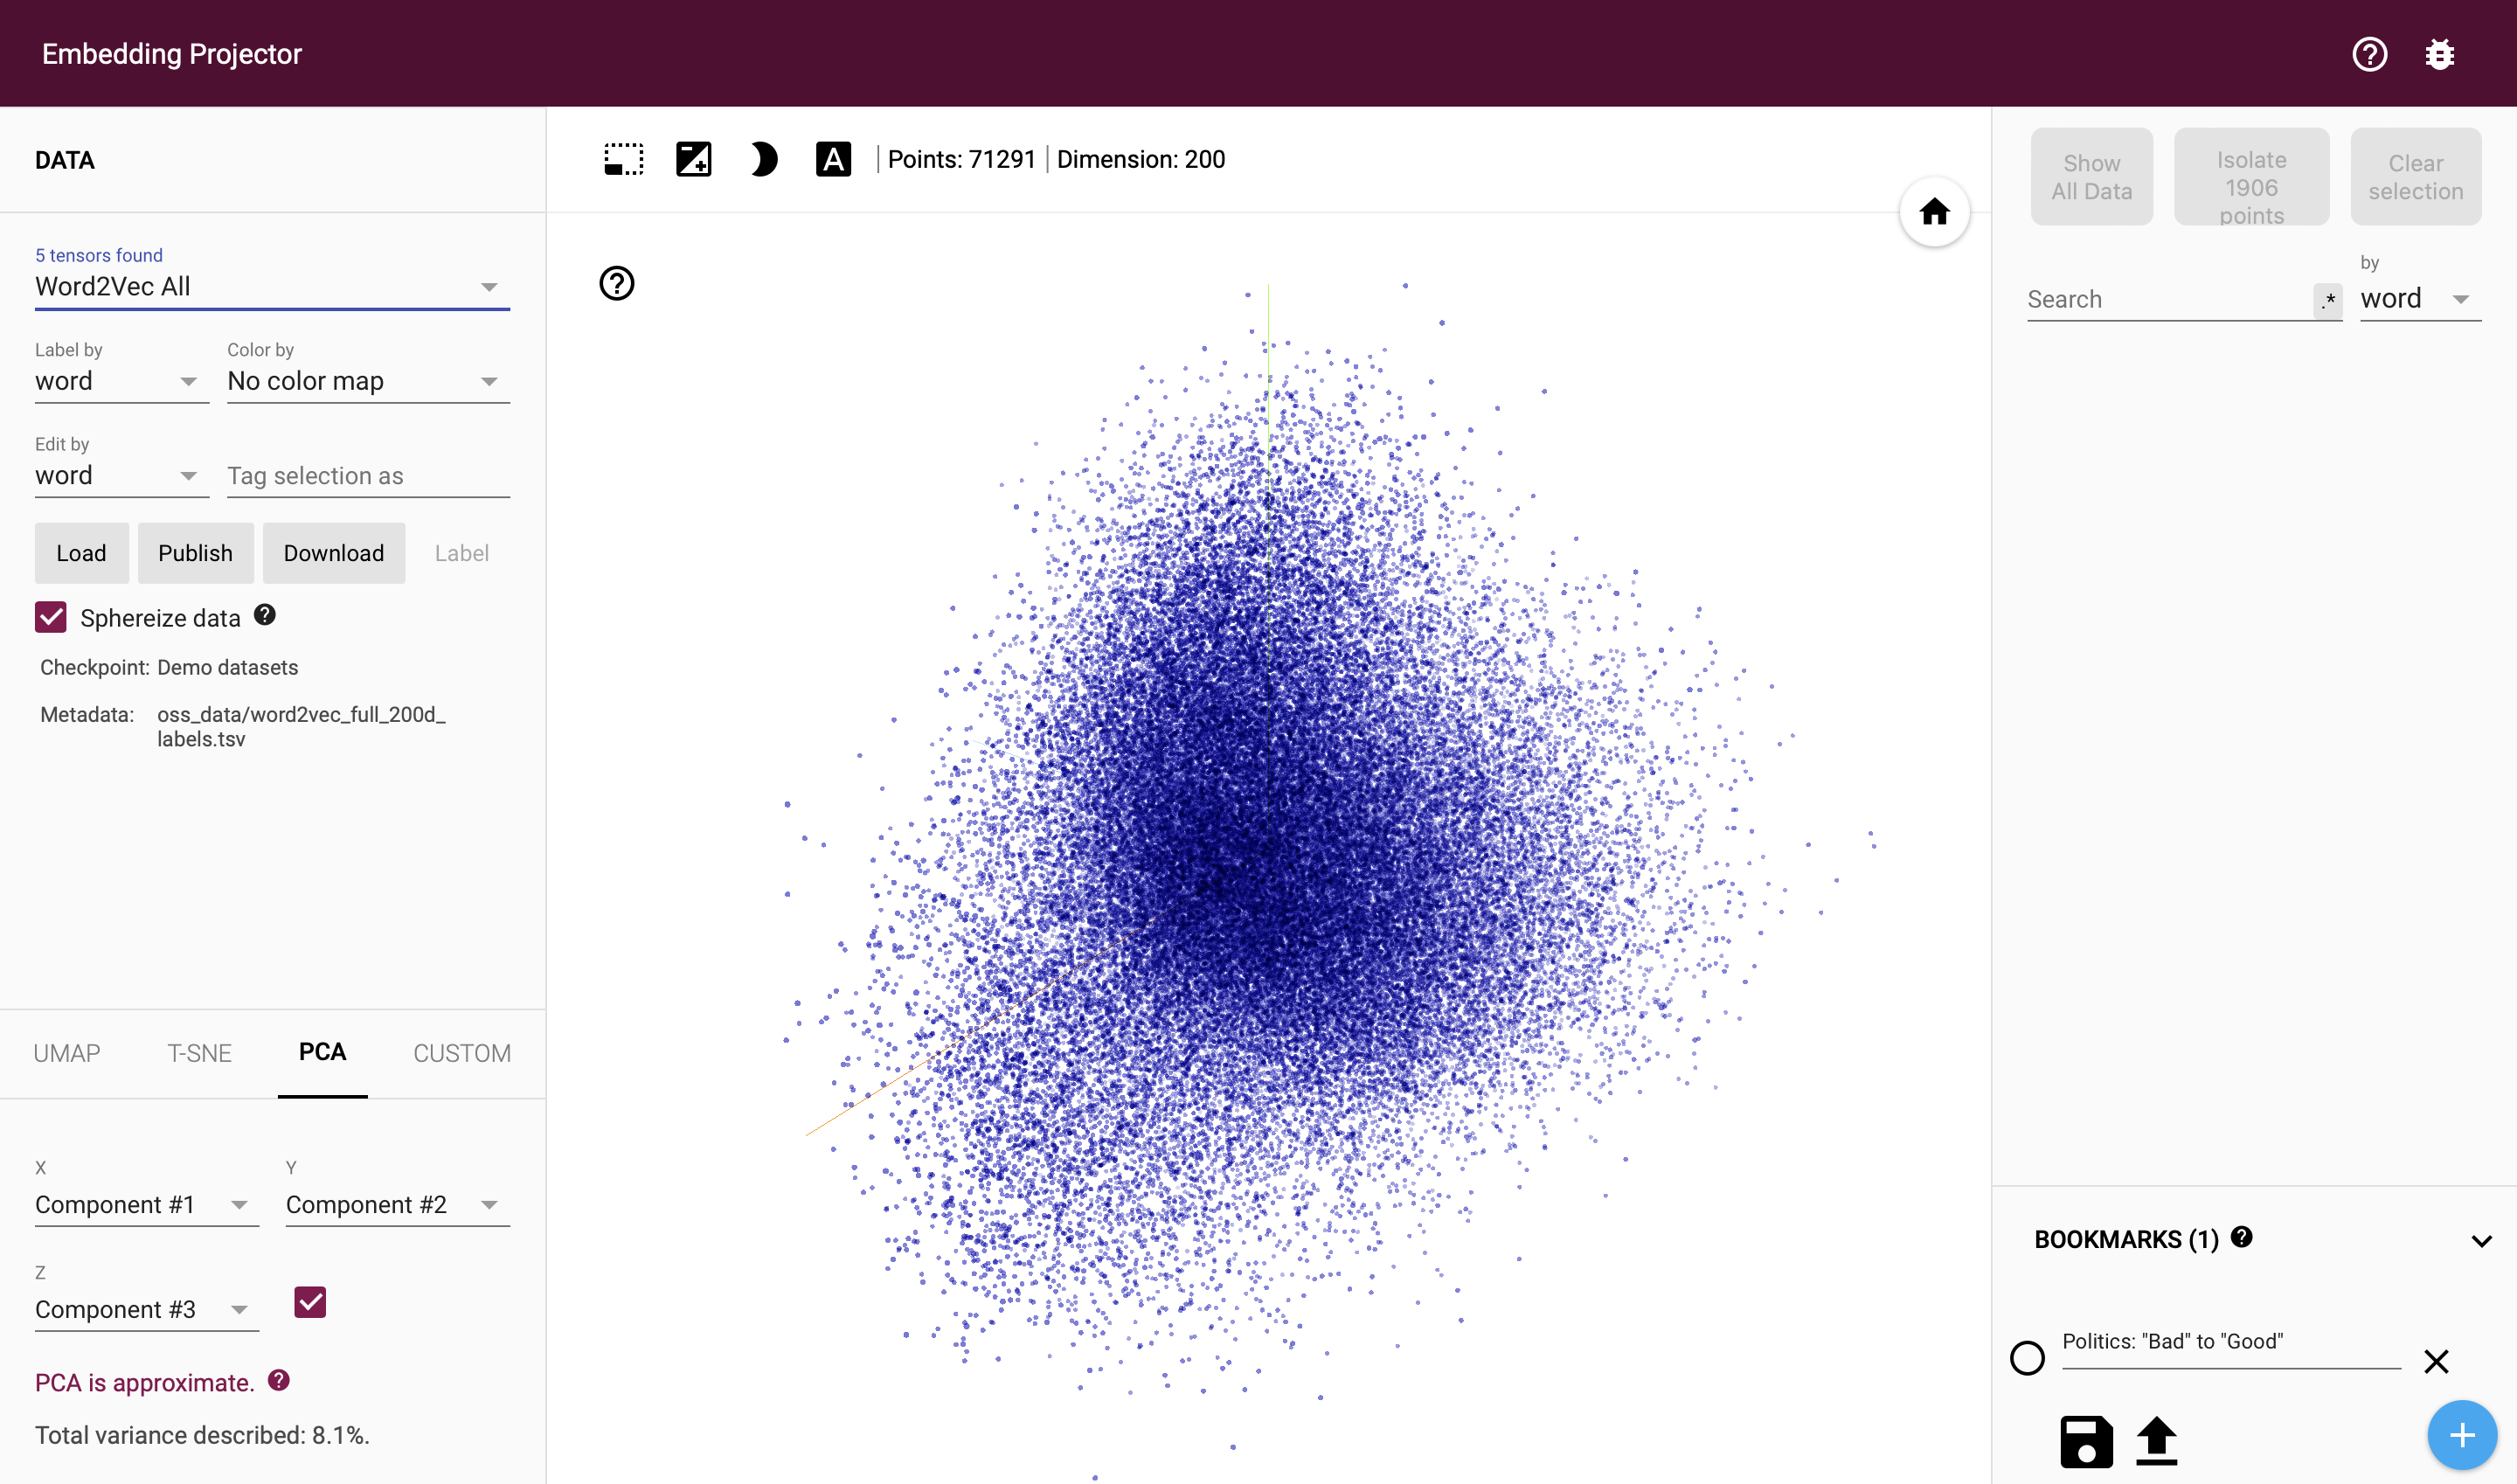 Embedding Projector
DATA
5 tensors found
Word2Vec All
Label by
word
Color by
No color map
Edit by
word
Tag selection as
Load
Publish
Download
Label
Sphereize data
Checkpoint: Demo datasets
Metadata: oss_data/word2vec_full_200d_
labels.tsv
UMAP
T-SNE
PCA
CUSTOM
X
Component #1
Y
Component #2
Z
Component #3
PCA is approximate.
Total variance described: 8.1%.
A
Points: 71291
Dimension: 200
Show
All Data
Isolate
1906
points
Clear
selection
Search
.*
by
word
BOOKMARKS (1)
Politics: "Bad" to "Good"